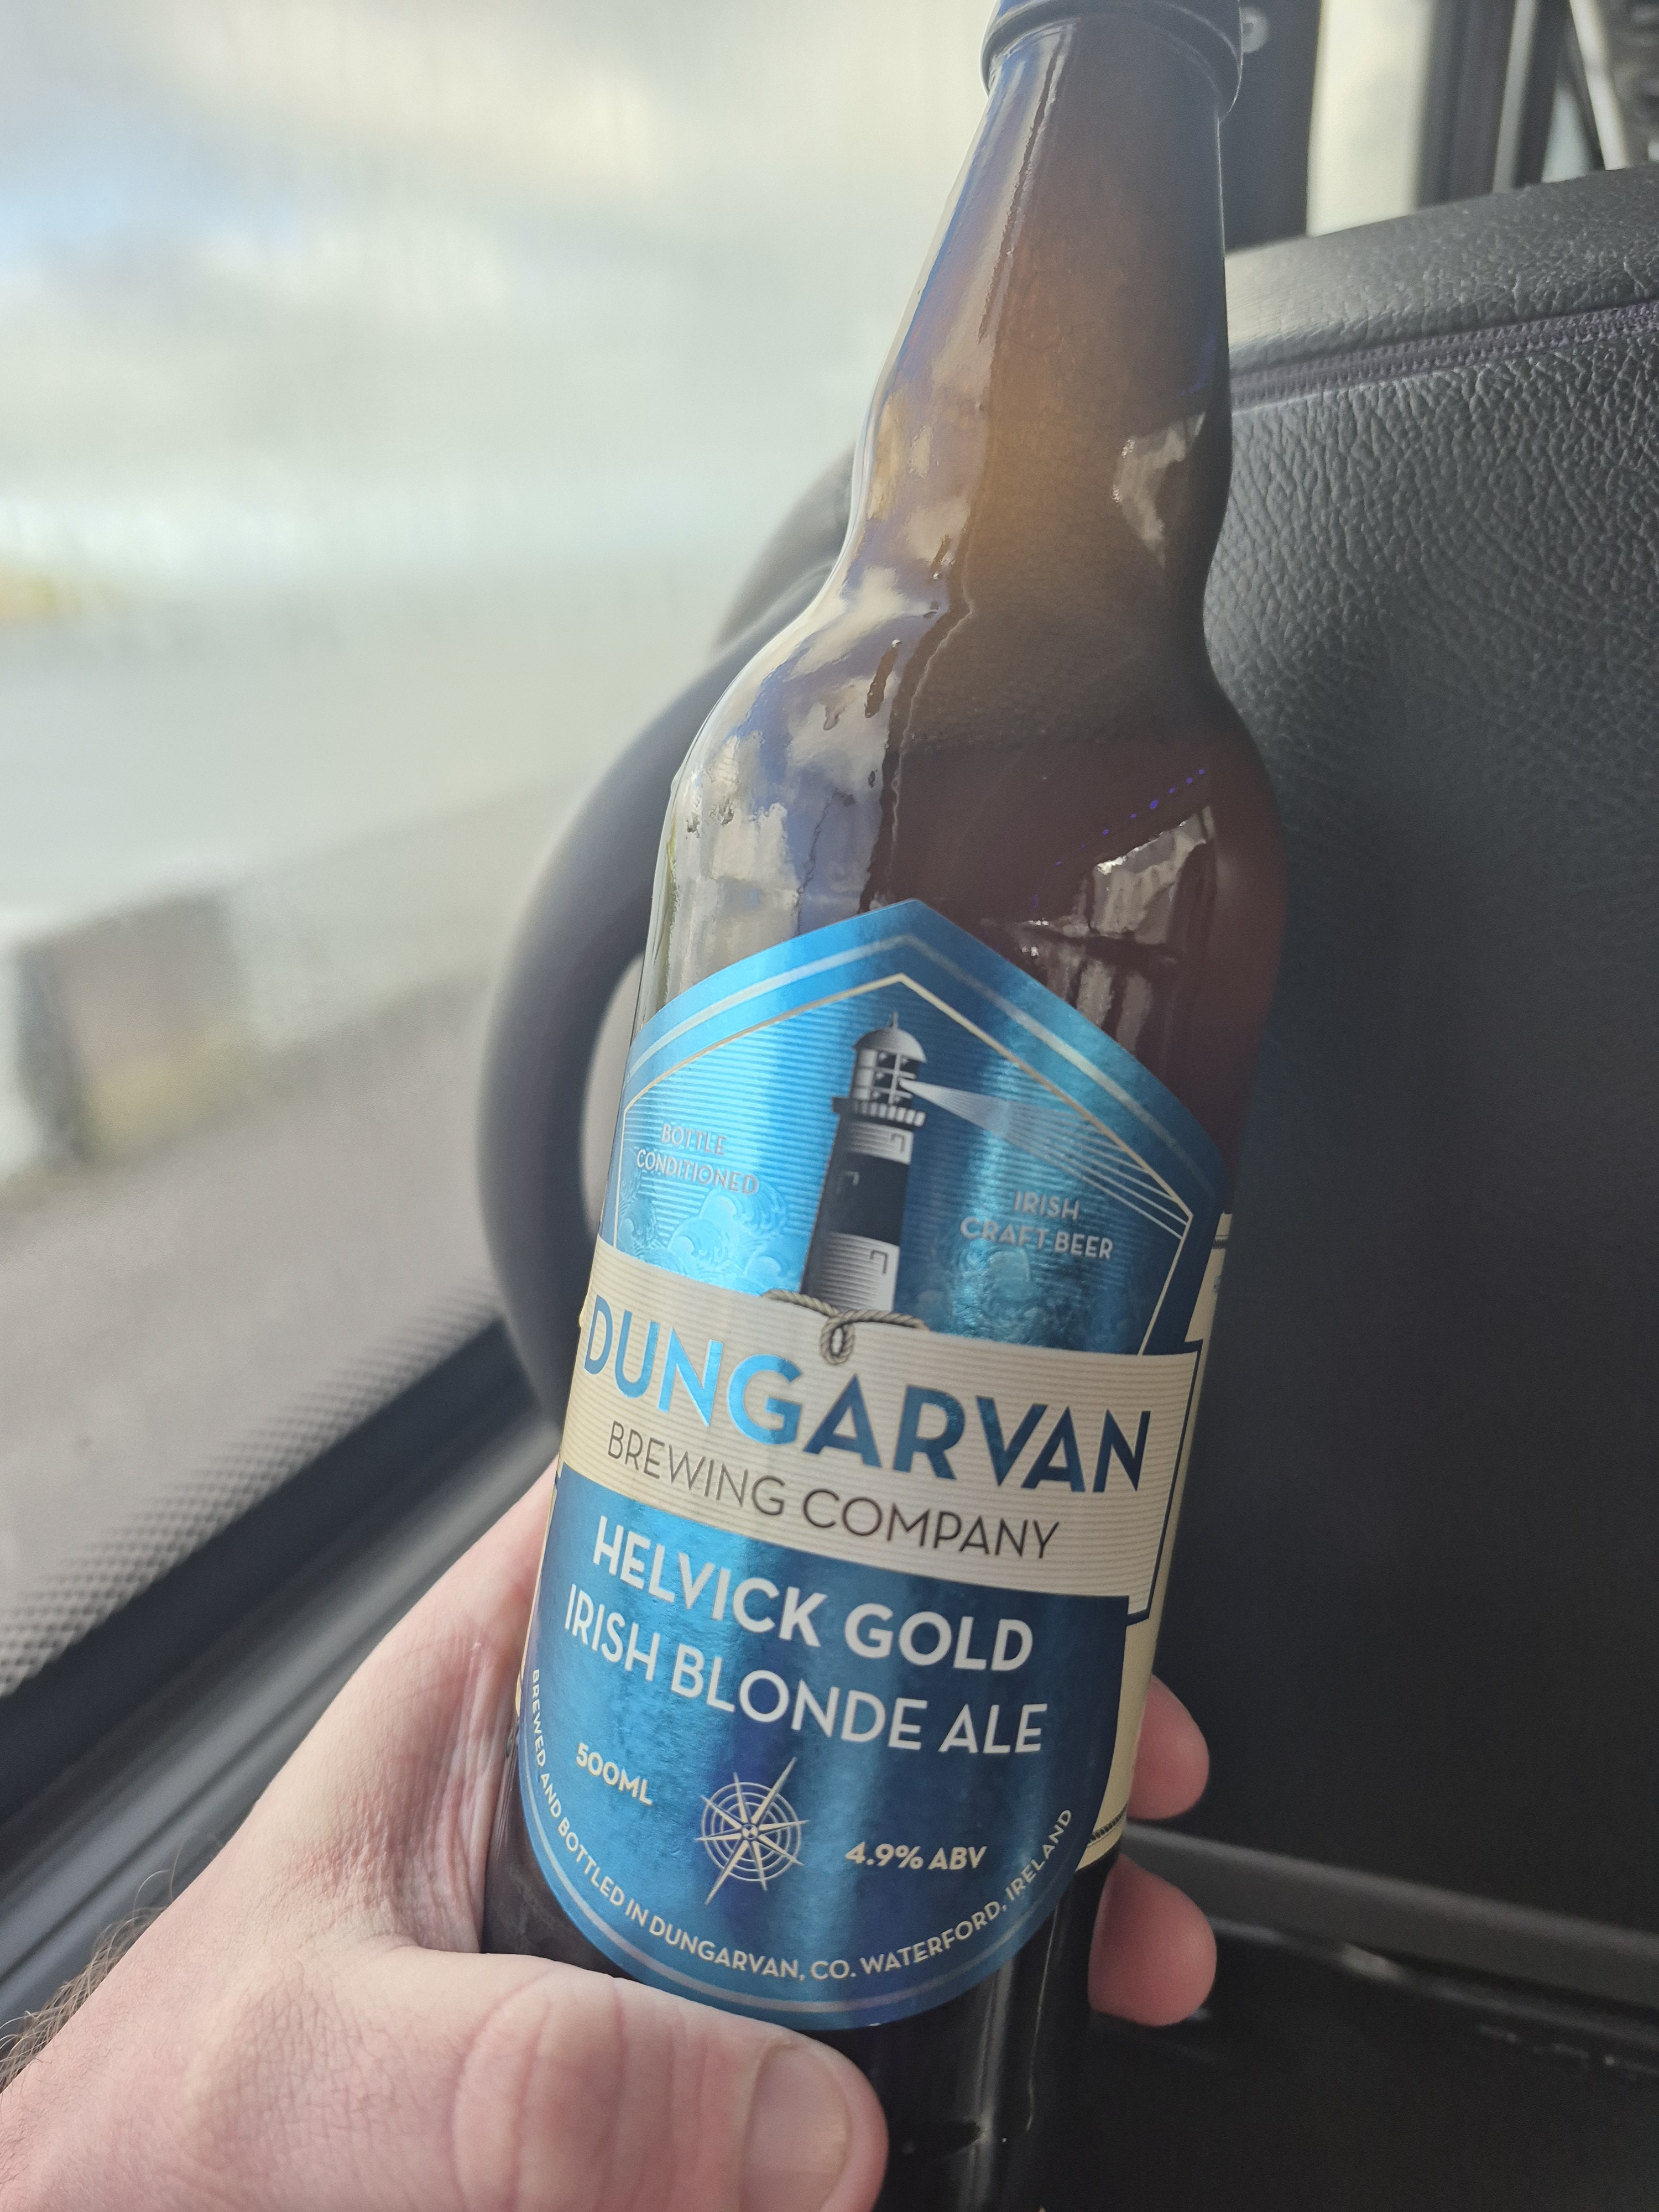 BOTTLE
CONDITIONED
IRISH
CRAFT BEER
DUNGARVAN
BREWING COMPANY
HELVICK GOLD
IRISH BLONDE ALE
500ML
4.9% ABV
BREWED AND BOTTLED IN DUNGARVAN, CO. WATERFORD, IRELAND